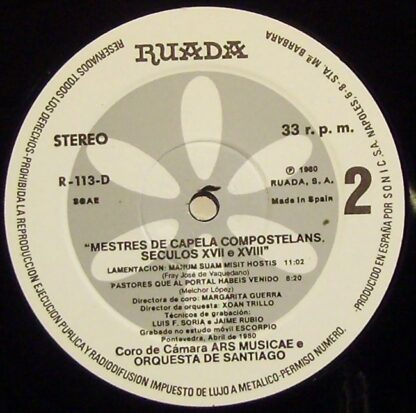 RUADA
STEREO
33 r. p. m.
R-113-D
SGAE
Ⓟ 1980
RUADA, S. A.
Made in Spain
2
"MESTRES DE CAPELA COMPOSTELANS.
SECULOS XVII e XVIII"
LAMENTACION: MANUM SUAM MISIT HOSTIS 11:02
(Fray José de Vaquedano)
PASTORES QUE AL PORTAL HABEIS VENIDO 8:20
(Melchor López)
Directora de coro: MARGARITA GUERRA
Director da orquesta: XOAN TRILLO
Técnicos de grabación:
LUIS F. SORIA e JAIME RUBIO
Grabado no estudo móvil ESCORPIO
Pontevedra, Abril de 1980
Coro de Cámara ARS MUSICAE e
ORQUESTA DE SANTIAGO
RESERVADOS TODOS LOS DERECHOS-PROHIBIDA LA REPRODUCCION EJECUCION PUBLICA Y RADIODIFUSION IMPUESTO DE LUJO A METALICO-PERMISO NUMERO.
-PRODUCIDO EN ESPAÑA POR SONIC S.A. NAPOLES, 6-8-STA. Mª. BARBARA